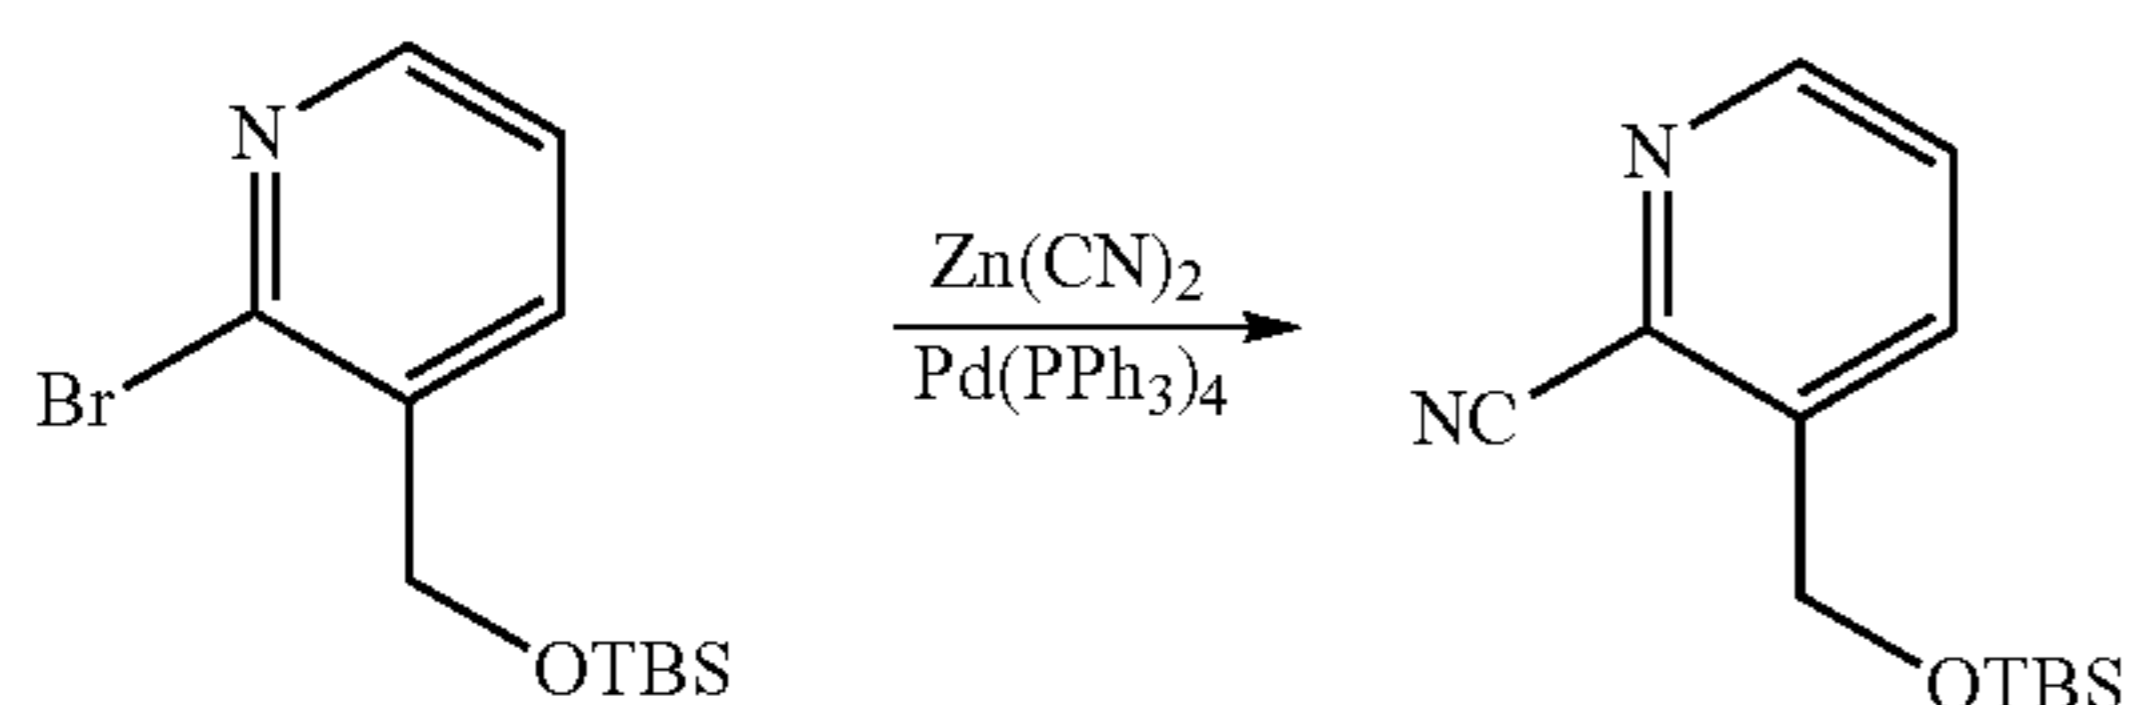 N
Br
OTBS
Zn(CN)2
Pd(PPh3)4
N
NC
OTBS